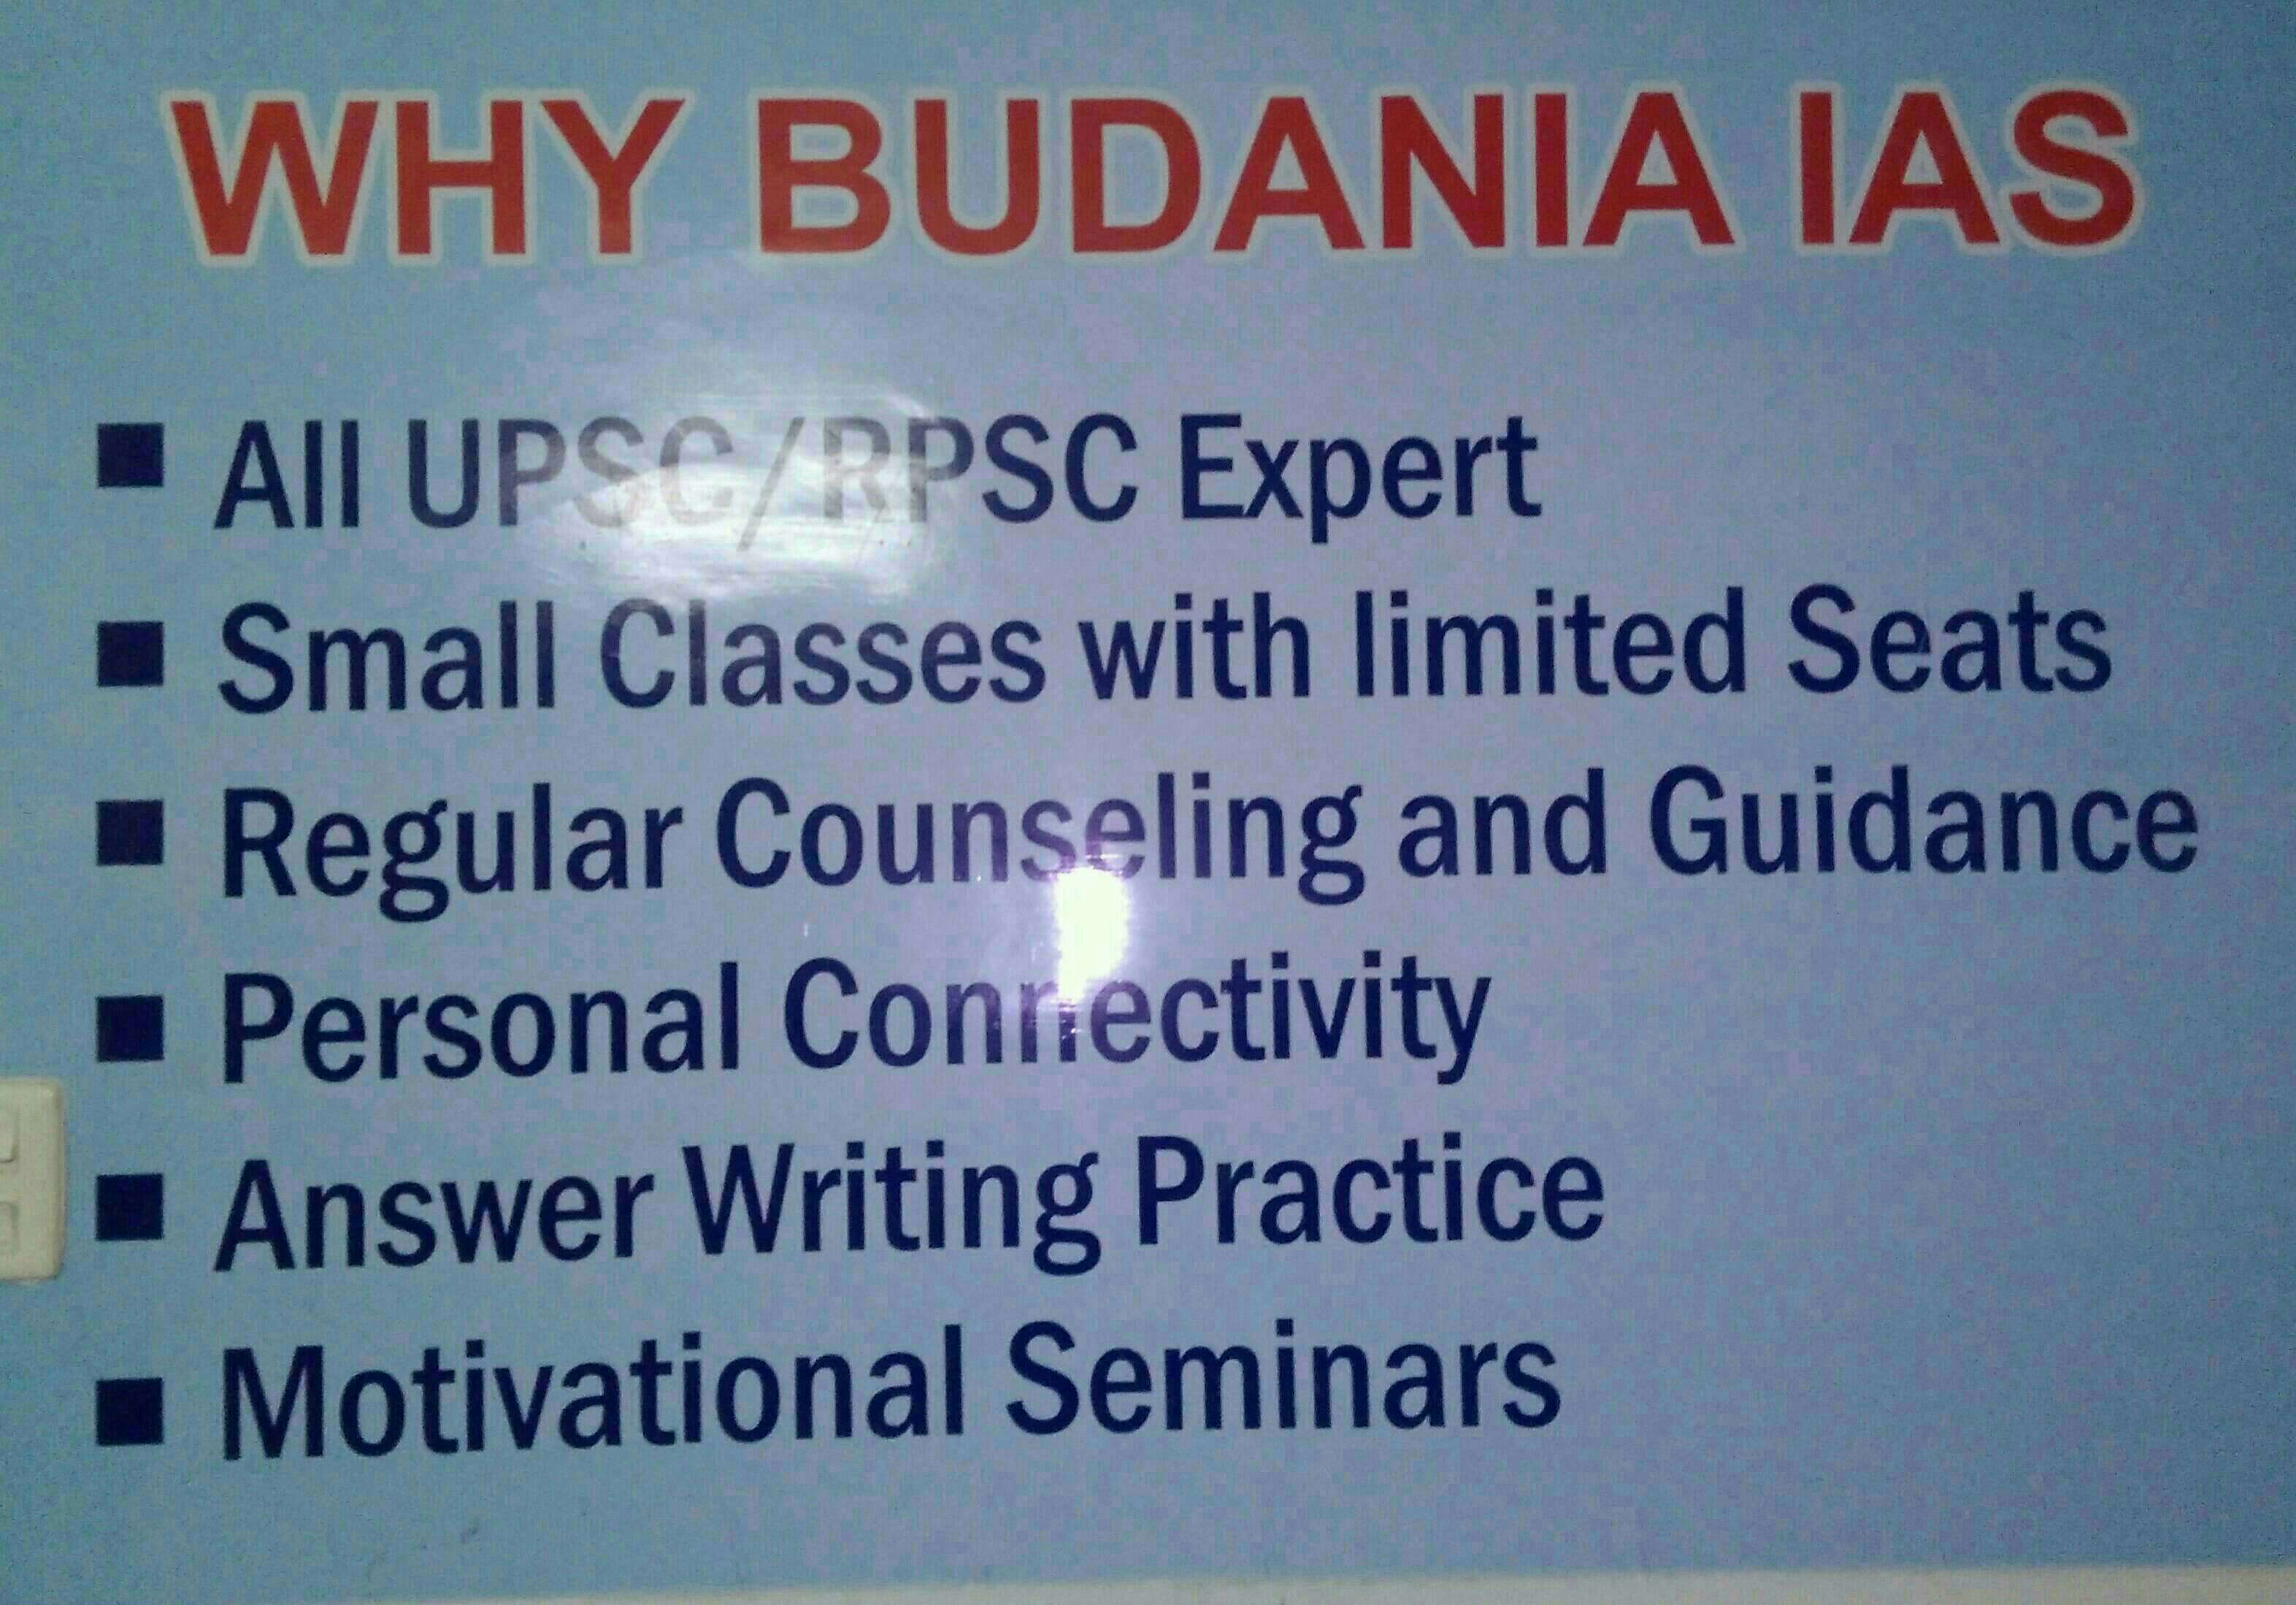 WHY BUDANIA IAS
■ All UPSC/RPSC Expert
■ Small Classes with limited Seats
■ Regular Counseling and Guidance
■ Personal Connectivity
■ Answer Writing Practice
■ Motivational Seminars